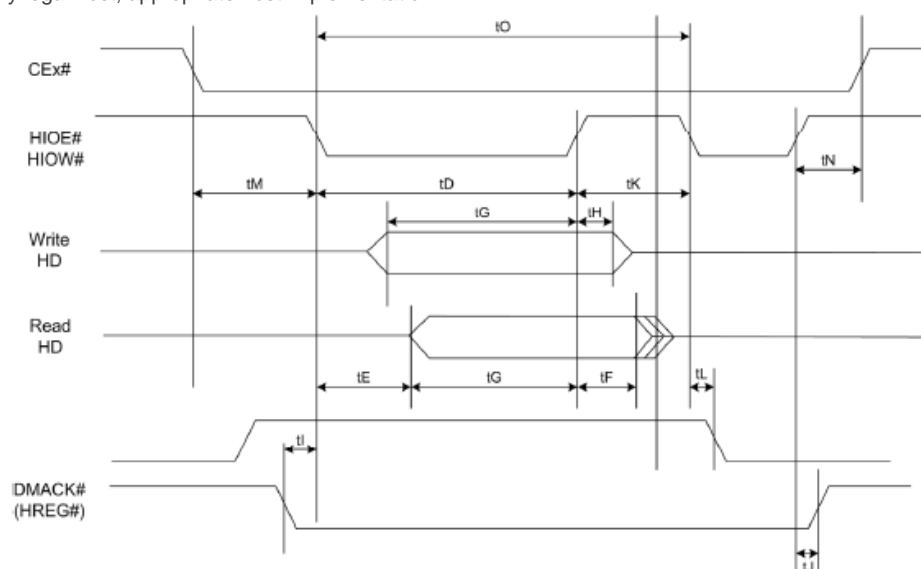 tO
CEx#
HIOE#
HIOW#
tM
tD
tK
tN
tG
tH
Write
HD
Read
HD
tE
tG
tF
tL
tI
DMACK#
(HREG#)